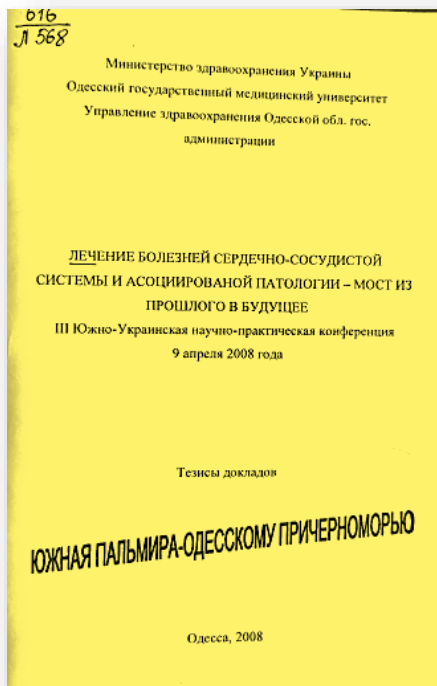 616
Л 568
Министерство здравоохранения Украины
Одесский государственный медицинский университет
Управление здравоохранения Одесской обл. гос.
администрации
ЛЕЧЕНИЕ БОЛЕЗНЕЙ СЕРДЕЧНО-СОСУДИСТОЙ
СИСТЕМЫ И АСОЦИИРОВАНОЙ ПАТОЛОГИИ – МОСТ ИЗ
ПРОШЛОГО В БУДУЩЕЕ
III Южно-Украинская научно-практическая конференция
9 апреля 2008 года
Тезисы докладов
ЮЖНАЯ ПАЛЬМИРА-ОДЕССКОМУ ПРИЧЕРНОМОРЬЮ
Одесса, 2008